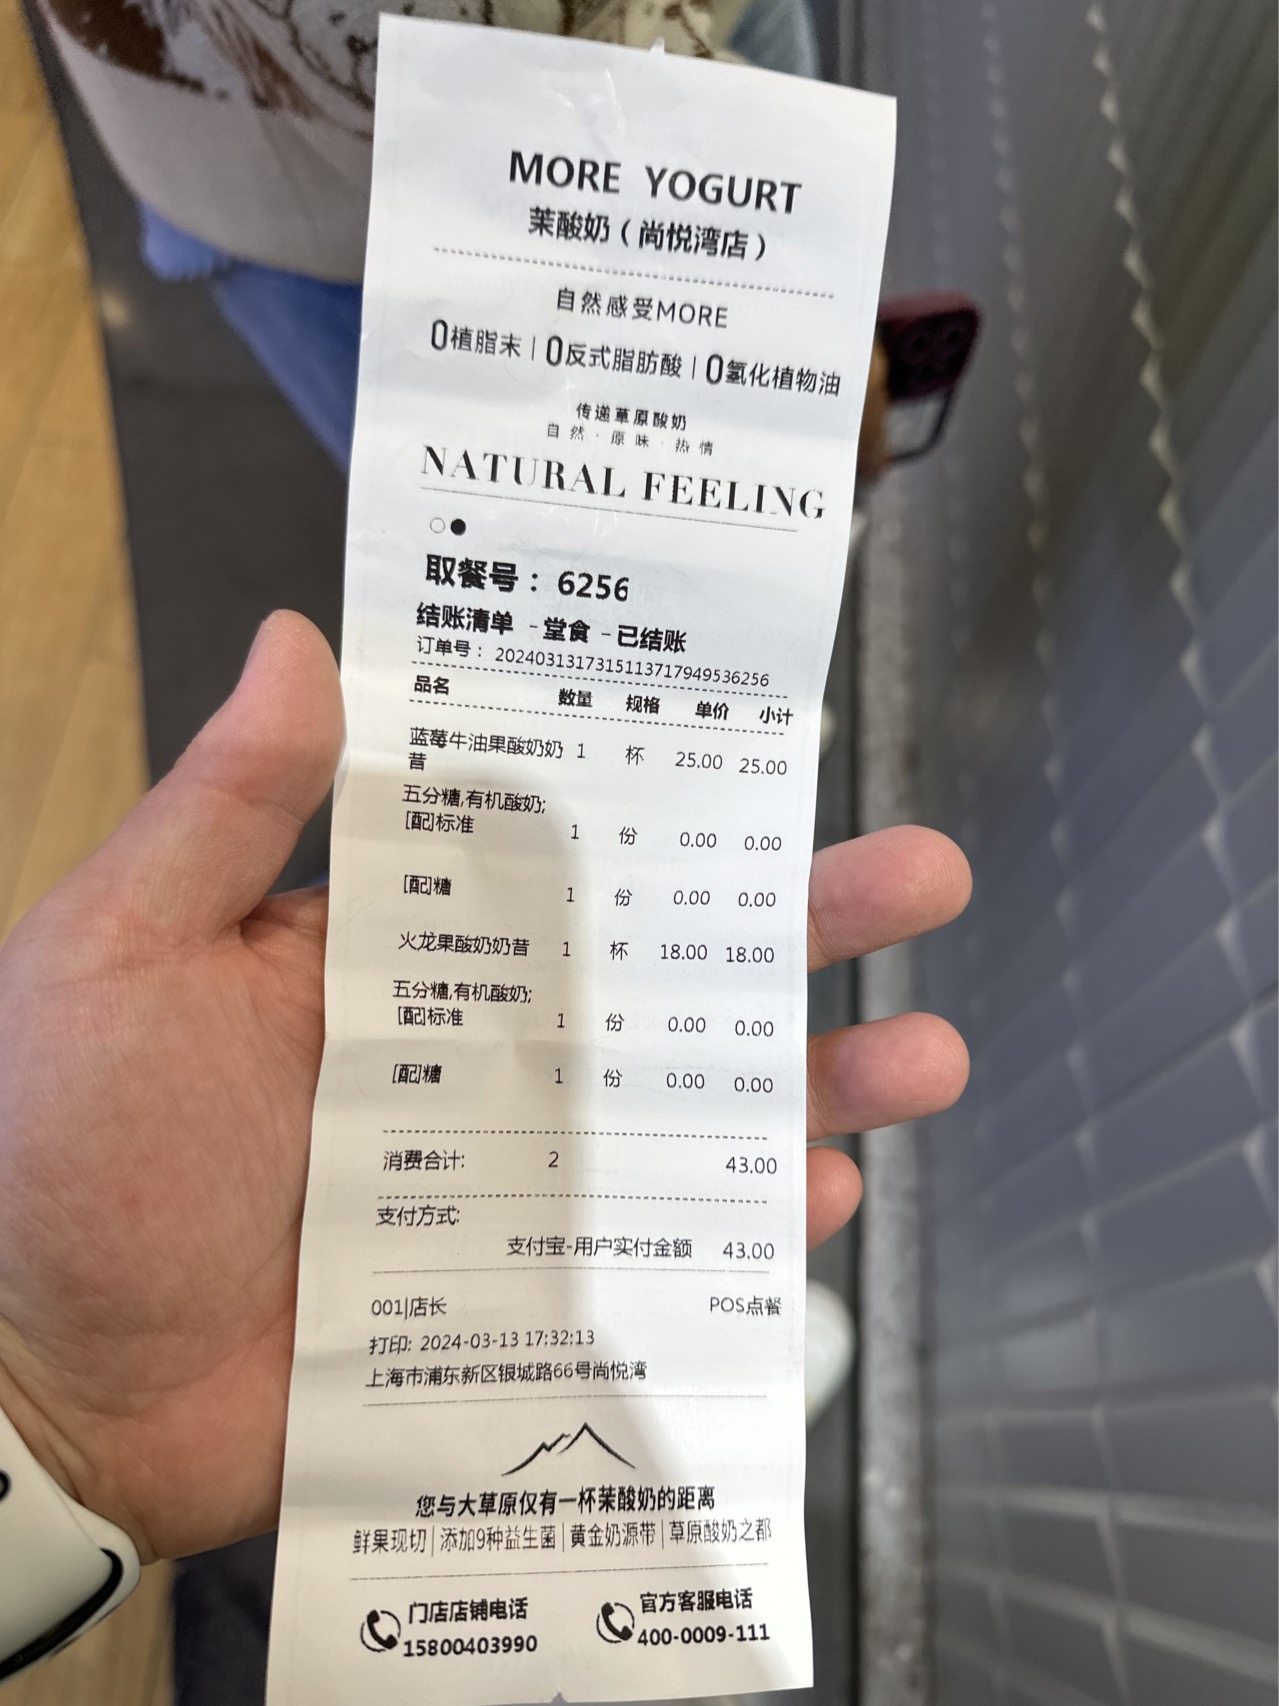 MORE YOGURT
茉酸奶（尚悦湾店）
自然感受MORE
0植脂末 | 0反式脂肪酸 | 0氢化植物油
传递草原酸奶
自然·原味·热情
NATURAL FEELING
取餐号：6256
结账清单 -堂食 -已结账
订单号：20240313173151137179495362​56
品名 数量 规格 单价 小计
蓝莓牛油果酸奶奶 1 杯 25.00 25.00
昔
五分糖,有机酸奶;
[配]标准 1 份 0.00 0.00
[配]糖 1 份 0.00 0.00
火龙果酸奶奶昔 1 杯 18.00 18.00
五分糖,有机酸奶;
[配]标准 1 份 0.00 0.00
[配]糖 1 份 0.00 0.00
消费合计: 2 43.00
支付方式:
支付宝-用户实付金额 43.00
001|店长 POS点餐
打印: 2024-03-13 17:32:13
上海市浦东新区银城路66号尚悦湾
您与大草原仅有一杯茉酸奶的距离
鲜果现切|添加9种益生菌|黄金奶源带|草原酸奶之都
门店店铺电话
15800403990
官方客服电话
400-0009-111